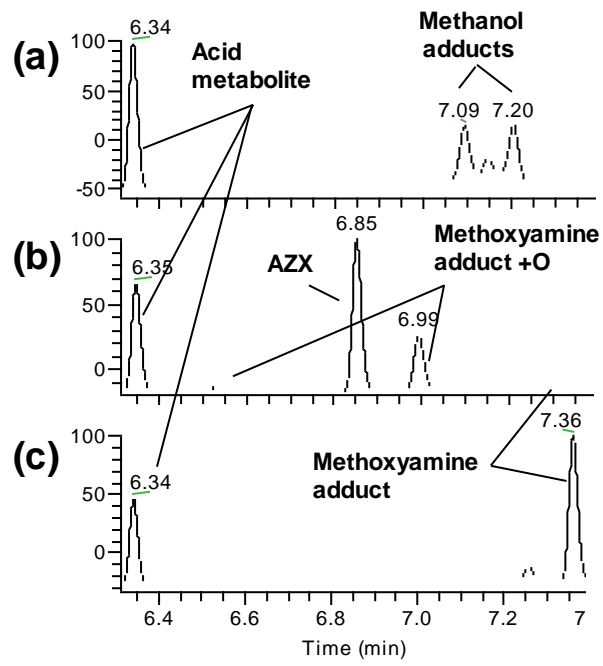 (a)
6.34
Acid
metabolite
Methanol
adducts
7.09 7.20
100
50
0
-50
(b)
6.35
AZX
6.85
Methoxyamine
adduct +O
6.99
100
50
0
(c)
6.34
Methoxyamine
adduct
7.36
100
50
0
6.4 6.6 6.8 7.0 7.2 7
Time (min)